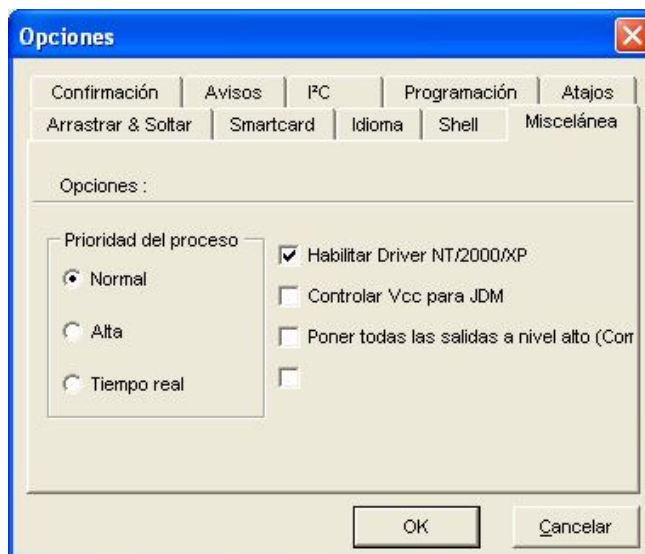 Opciones
Confirmación Avisos I²C Programación Atajos
Arrastrar & Soltar Smartcard Idioma Shell Miscelánea
Opciones :
Prioridad del proceso
Normal
Alta
Tiempo real
Habilitar Driver NT/2000/XP
Controlar Vcc para JDM
Poner todas las salidas a nivel alto (Com
OK Cancelar